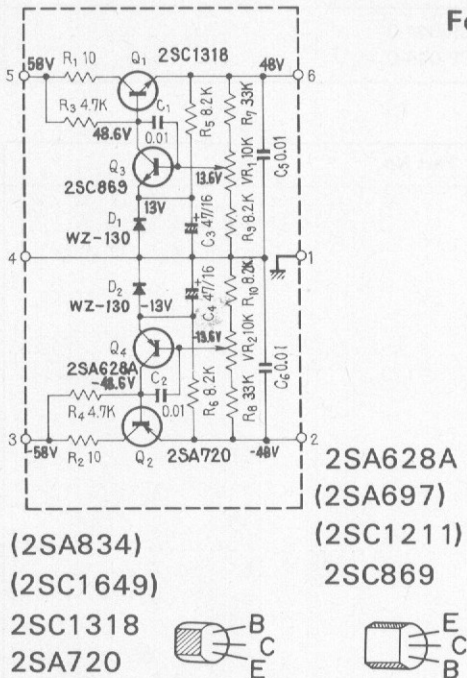 Fo
58V R₁ 10 Q₁ 2SC1318 48V
5 6
R₃ 4.7K C₁ R₅ 8.2K R₇ 33K
48.6V 0.01
Q₃ VR₁ 10K C₅ 0.01
2SC869 13.6V
D₁ 13V C₃ 47/16 R₉ 8.2K
WZ-130
4 1
D₂ C₄ 47/16 R₁₀ 8.2K
WZ-130 -13V
-13.6V VR₂ 10K
Q₄ C₆ 0.01
2SA628A
-48.6V C₂ R₆ 8.2K R₈ 33K
R₄ 4.7K 0.01
3 2
-58V R₂ 10 Q₂ 2SA720 -48V
2SA628A
(2SA697)
(2SA834) (2SC1211)
(2SC1649) 2SC869
2SC1318 B E
2SA720 C C
E B